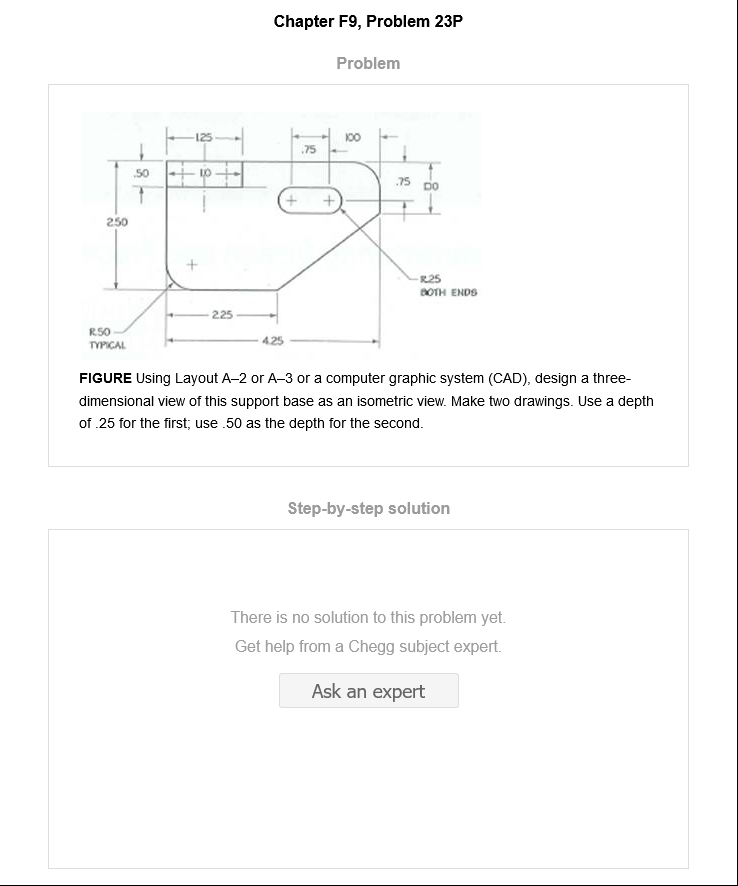 Chapter F9, Problem 23P
Problem
1.25
.75
1.00
.50
1.0
.75
DO
2.50
R.25
BOTH ENDS
2.25
R.50
TYPICAL
4.25
FIGURE Using Layout A–2 or A–3 or a computer graphic system (CAD), design a three-
dimensional view of this support base as an isometric view. Make two drawings. Use a depth
of .25 for the first; use .50 as the depth for the second.
Step-by-step solution
There is no solution to this problem yet.
Get help from a Chegg subject expert.
Ask an expert